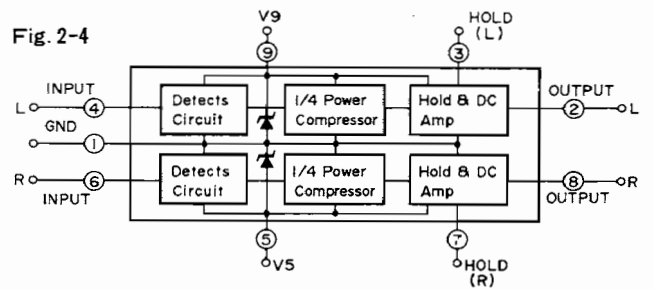 Fig. 2-4
V9
HOLD
(L)
9
3
INPUT
OUTPUT
L
4
Detects
Circuit
1/4 Power
Compressor
Hold & DC
Amp
2
L
GND
1
R
6
Detects
Circuit
1/4 Power
Compressor
Hold & DC
Amp
8
R
INPUT
OUTPUT
5
7
V5
HOLD
(R)